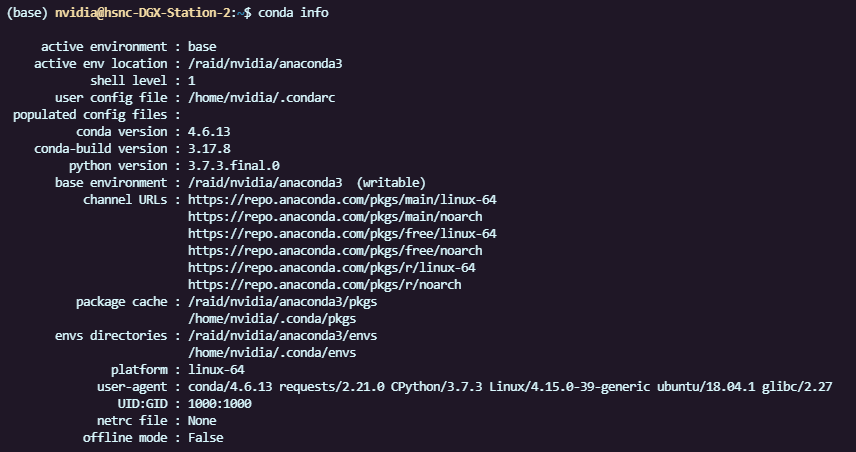 (base) nvidia@hsnc-DGX-Station-2:~$ conda info
active environment : base
active env location : /raid/nvidia/anaconda3
shell level : 1
user config file : /home/nvidia/.condarc
populated config files :
conda version : 4.6.13
conda-build version : 3.17.8
python version : 3.7.3.final.0
base environment : /raid/nvidia/anaconda3  (writable)
channel URLs : https://repo.anaconda.com/pkgs/main/linux-64
https://repo.anaconda.com/pkgs/main/noarch
https://repo.anaconda.com/pkgs/free/linux-64
https://repo.anaconda.com/pkgs/free/noarch
https://repo.anaconda.com/pkgs/r/linux-64
https://repo.anaconda.com/pkgs/r/noarch
package cache : /raid/nvidia/anaconda3/pkgs
/home/nvidia/.conda/pkgs
envs directories : /raid/nvidia/anaconda3/envs
/home/nvidia/.conda/envs
platform : linux-64
user-agent : conda/4.6.13 requests/2.21.0 CPython/3.7.3 Linux/4.15.0-39-generic ubuntu/18.04.1 glibc/2.27
UID:GID : 1000:1000
netrc file : None
offline mode : False